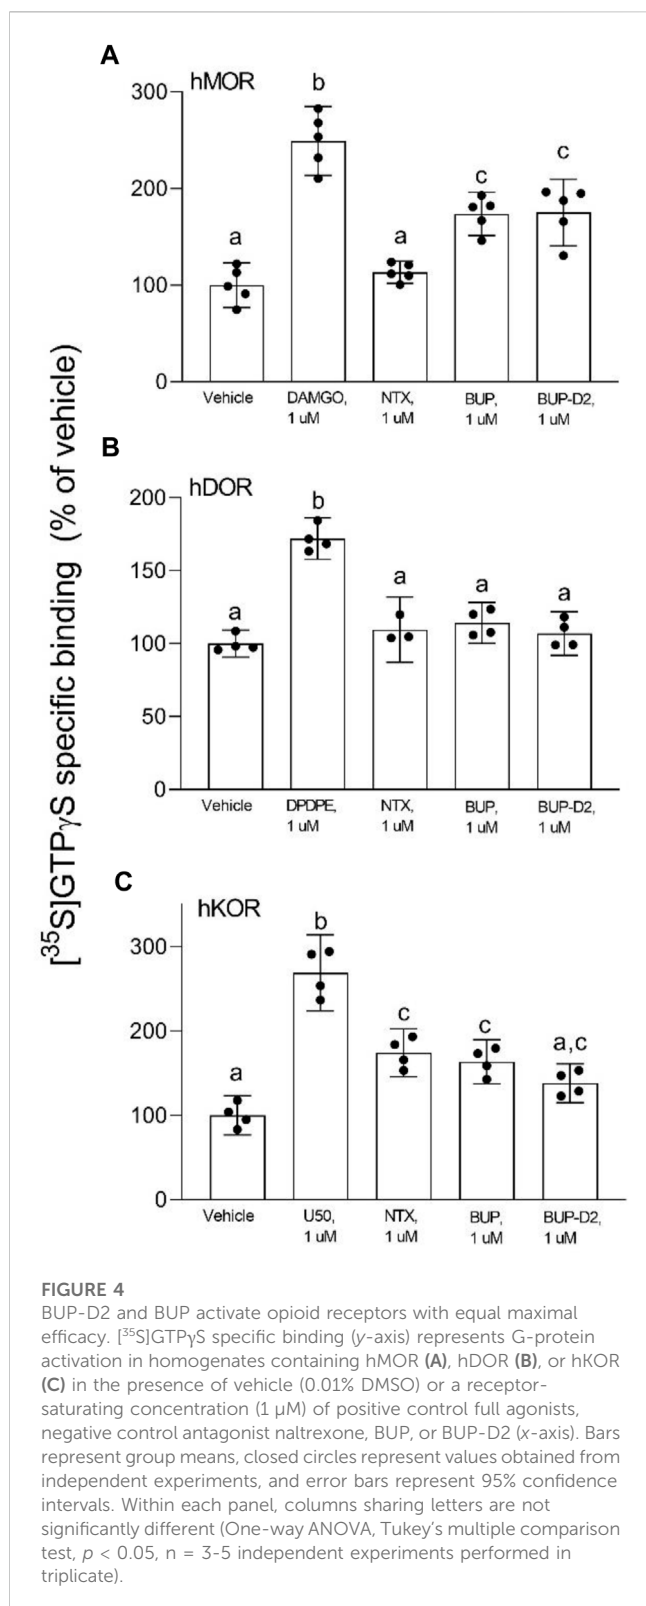 A
hMOR
[³⁵S]GTPγS specific binding (% of vehicle)
300
200
100
0
a
b
a
c
c
Vehicle
DAMGO,
1 uM
NTX,
1 uM
BUP,
1 uM
BUP-D2,
1 uM
B
hDOR
200
150
100
50
0
a
b
a
a
a
Vehicle
DPDPE,
1 uM
NTX,
1 uM
BUP,
1 uM
BUP-D2,
1 uM
C
hKOR
300
200
100
0
a
b
c
c
a,c
Vehicle
U50,
1 uM
NTX,
1 uM
BUP,
1 uM
BUP-D2,
1 uM
FIGURE 4
BUP-D2 and BUP activate opioid receptors with equal maximal
efficacy. [³⁵S]GTPγS specific binding (y-axis) represents G-protein
activation in homogenates containing hMOR (A), hDOR (B), or hKOR
(C) in the presence of vehicle (0.01% DMSO) or a receptor-
saturating concentration (1 µM) of positive control full agonists,
negative control antagonist naltrexone, BUP, or BUP-D2 (x-axis). Bars
represent group means, closed circles represent values obtained from
independent experiments, and error bars represent 95% confidence
intervals. Within each panel, columns sharing letters are not
significantly different (One-way ANOVA, Tukey's multiple comparison
test, p < 0.05, n = 3-5 independent experiments performed in
triplicate).